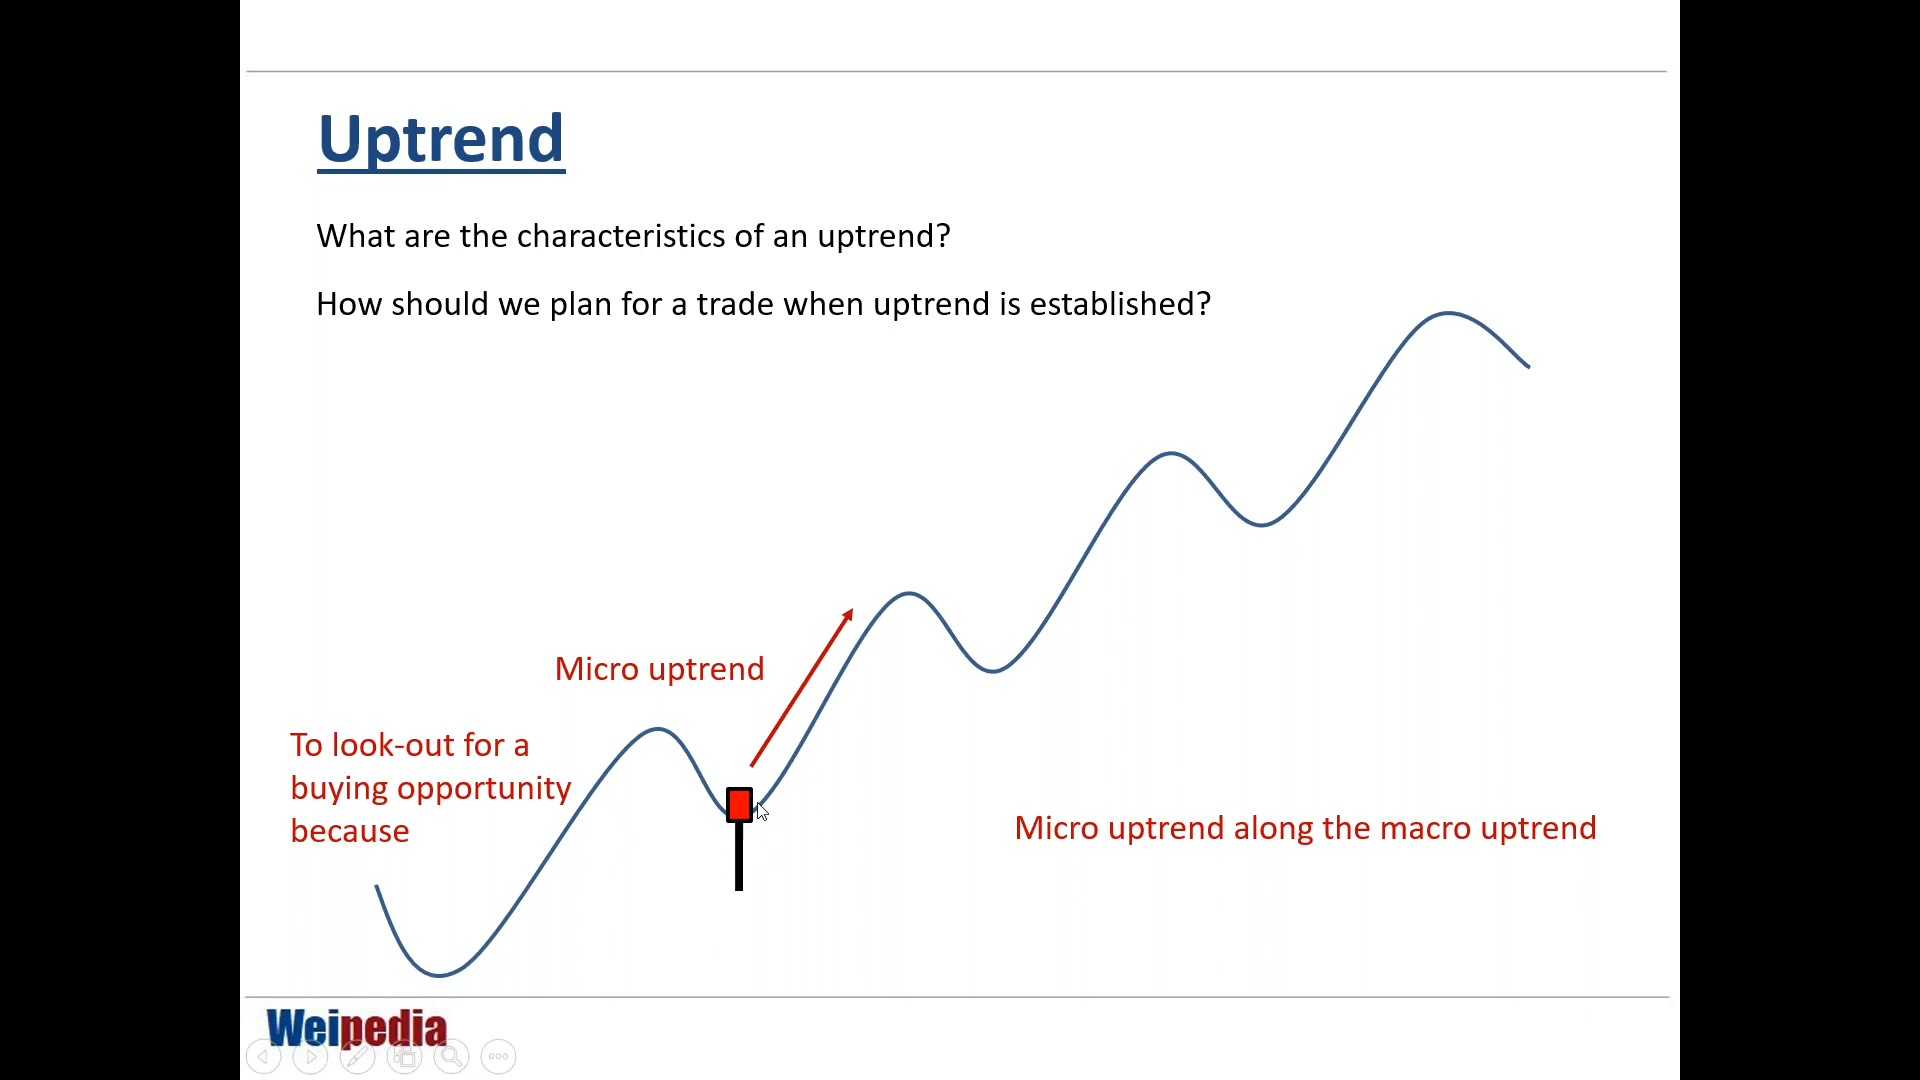 Uptrend
What are the characteristics of an uptrend?
How should we plan for a trade when uptrend is established?
Micro uptrend
To look-out for a
buying opportunity
because
Micro uptrend along the macro uptrend
Weipedia